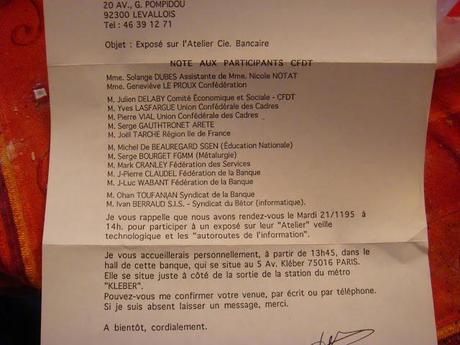 20 AV., G. POMPIDOU
92300 LEVALLOIS
Tel : 46 39 12 71
Objet : Exposé sur l'Atelier Cie. Bancaire
NOTE AUX PARTICIPANTS CFDT
Mme. Solange DUBES Assistante de Mme. Nicole NOTAT
Mme. Geneviève LE PROUX Confédération
M. Julien DELABY Comité Économique et Sociale - CFDT
M. Yves LASFARGUE Union Confédérale des Cadres
M. Pierre VIAL Union Confédérale des Cadres
M. Serge GAUTHTRONET ARETE
M. Joël TARCHE Région Ile de France
M. Michel De BEAUREGARD SGEN (Éducation Nationale)
M. Serge BOURGET FGMM (Métalurgie)
M. Mark CRANLEY Fédération des Services
M. J-Pierre CLAUDEL Fédération de la Banque
M. J-Luc WABANT Fédération de la Banque
M. Ohan TOUFANJAN Syndicat de la Banque
M. Ivan BERRAUD S.I.S. - Syndicat du Bétor (informatique).
Je vous rappelle que nous avons rendez-vous le Mardi 21/1195 à
14h. pour participer à un exposé sur leur "Atelier" veille
technologique et les "autoroutes de l'information".
Je vous accueillerais personnellement, à partir de 13h45, dans le
hall de cette banque, qui se situe au 5 Av. Kléber 75016 PARIS.
Elle se situe juste à côté de la sortie de la station du métro
"KLEBER".
Pouvez-vous me confirmer votre venue, par écrit ou par téléphone.
Si je suis absent laisser un message, merci.
A bientôt, cordialement.